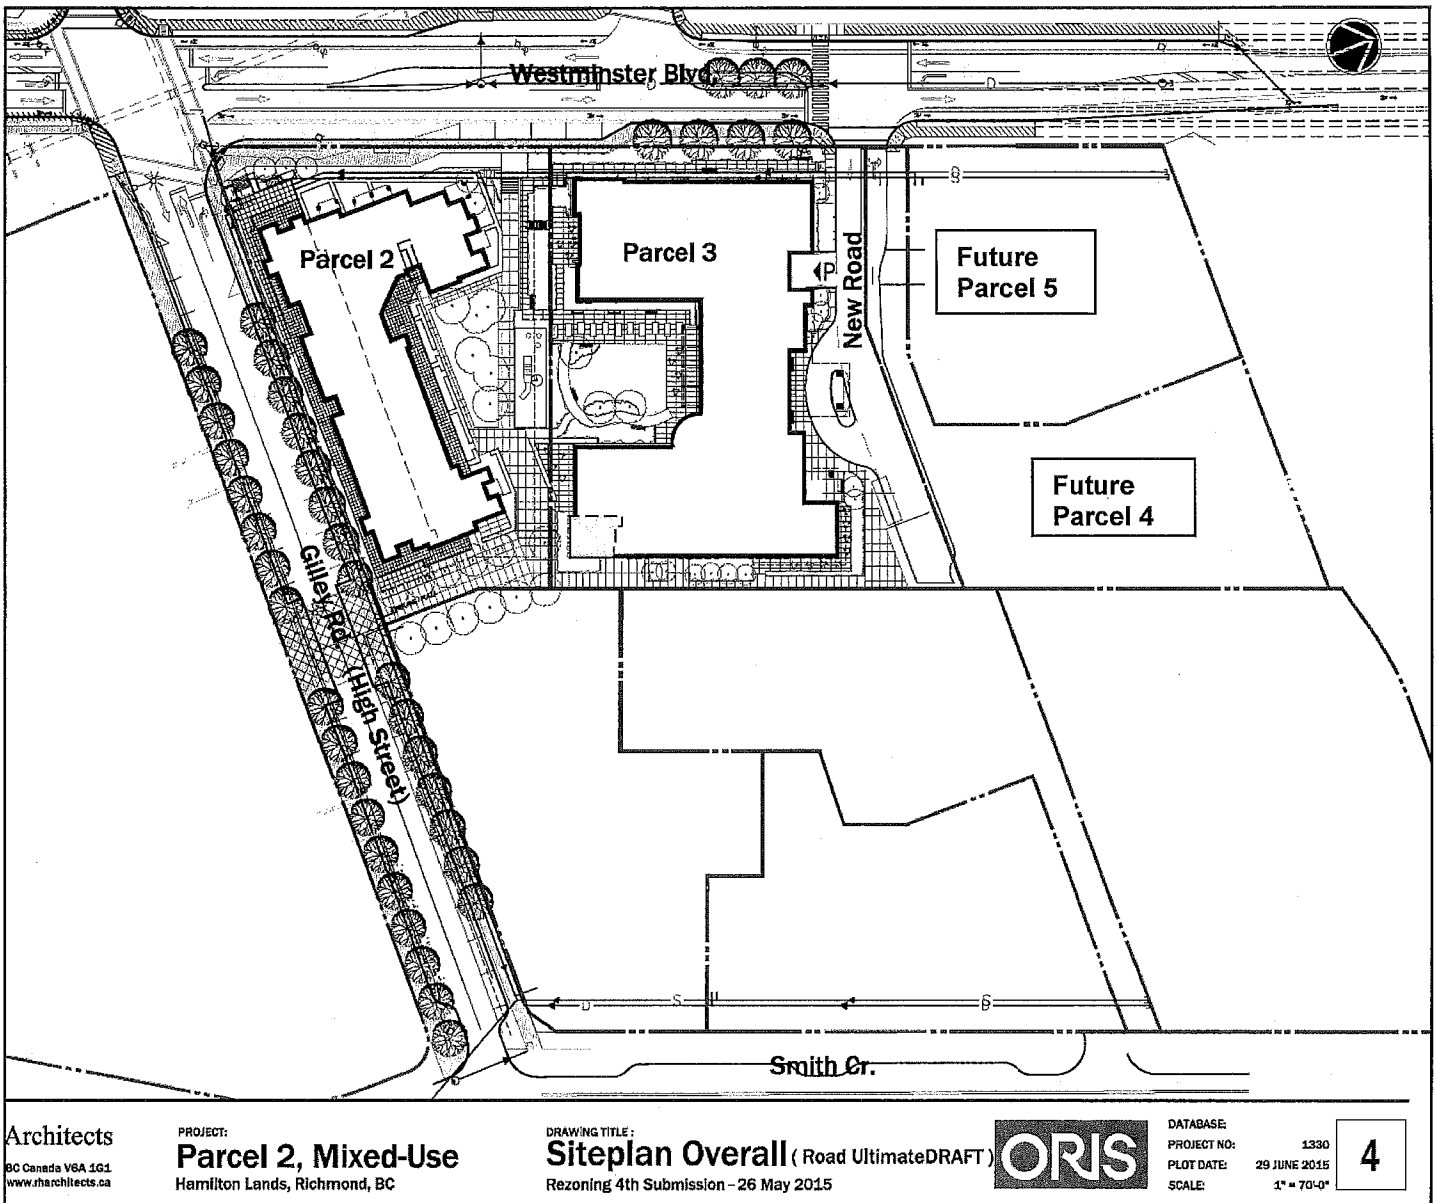 Westminster Blvd.
Parcel 2
Parcel 3
P
New Road
Future
Parcel 5
Future
Parcel 4
Gilley Rd
(High Street)
Smith Cr.
Architects
BC Canada V6A 1G1
www.rharchitects.ca
PROJECT:
Parcel 2, Mixed-Use
Hamilton Lands, Richmond, BC
DRAWING TITLE :
Siteplan Overall ( Road UltimateDRAFT )
Rezoning 4th Submission - 26 May 2015
ORIS
DATABASE:
PROJECT NO: 1330
PLOT DATE: 29 JUNE 2015
SCALE: 1" = 70'-0"
4